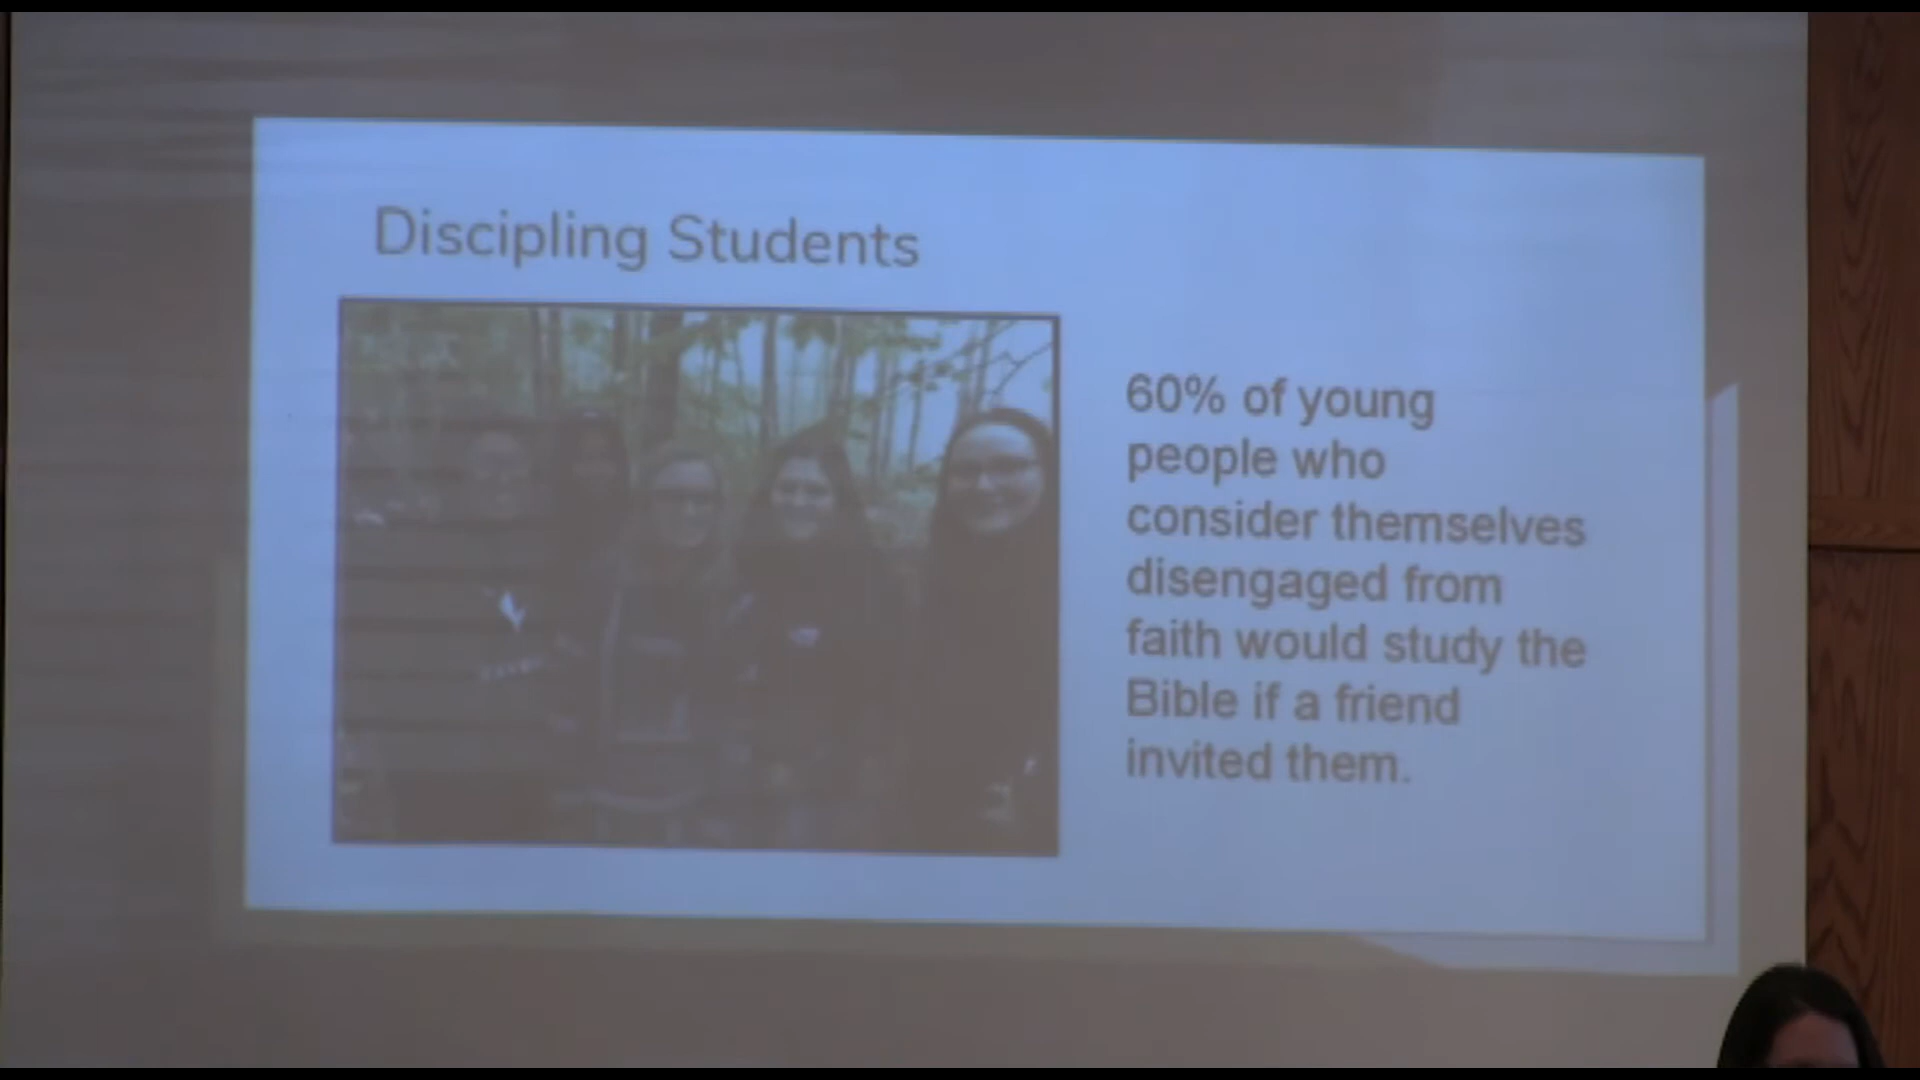 Discipling Students
60% of young
people who
consider themselves
disengaged from
faith would study the
Bible if a friend
invited them.